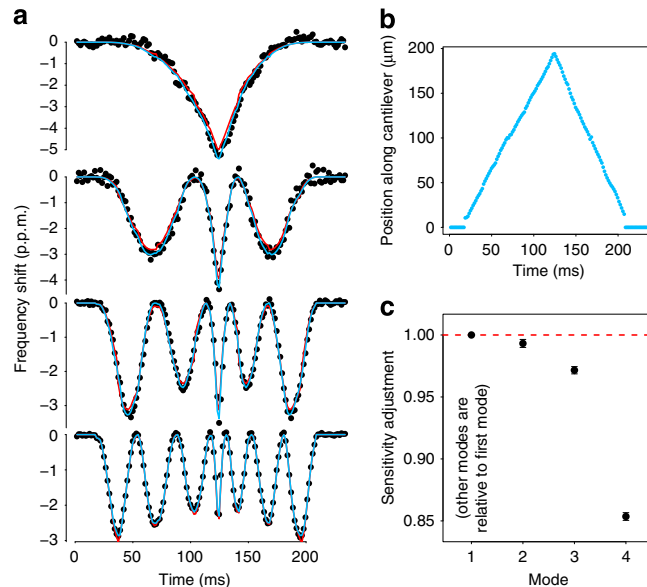 a
0
−1
−2
−3
−4
−5
0
−1
−2
−3
−4
0
−1
−2
−3
0
−1
−2
−3
Frequency shift (p.p.m.)
0 50 100 150 200
Time (ms)
b
200
150
100
50
0
Position along cantilever (μm)
0 50 100 150 200
Time (ms)
c
1.00
0.95
0.90
0.85
Sensitivity adjustment
(other modes are
relative to first mode)
1 2 3 4
Mode